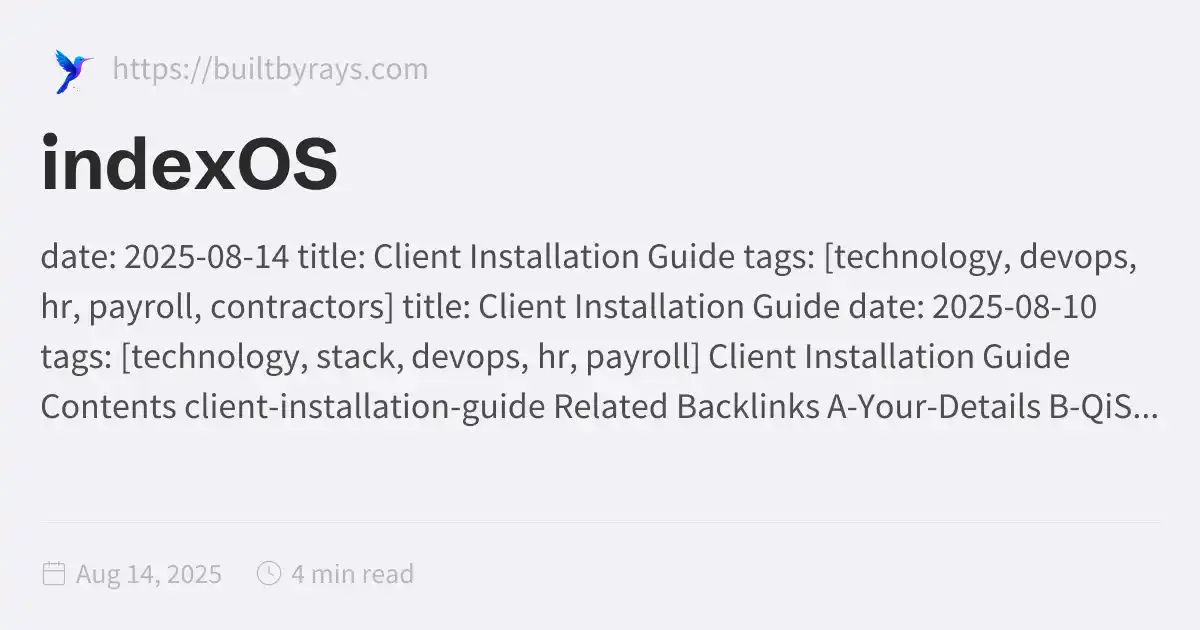 https://builtbyrays.com
indexOS
date: 2025-08-14 title: Client Installation Guide tags: [technology, devops,
hr, payroll, contractors] title: Client Installation Guide date: 2025-08-10
tags: [technology, stack, devops, hr, payroll] Client Installation Guide
Contents client-installation-guide Related Backlinks A-Your-Details B-QiS...
Aug 14, 2025
4 min read